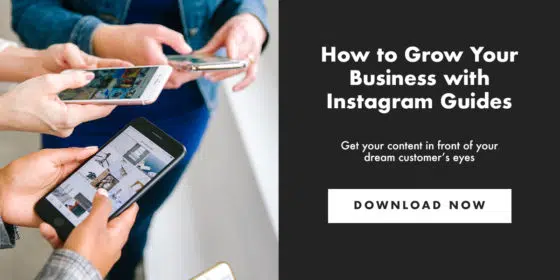 How to Grow Your
Business with
Instagram Guides
Get your content in front of your
dream customer's eyes
DOWNLOAD NOW